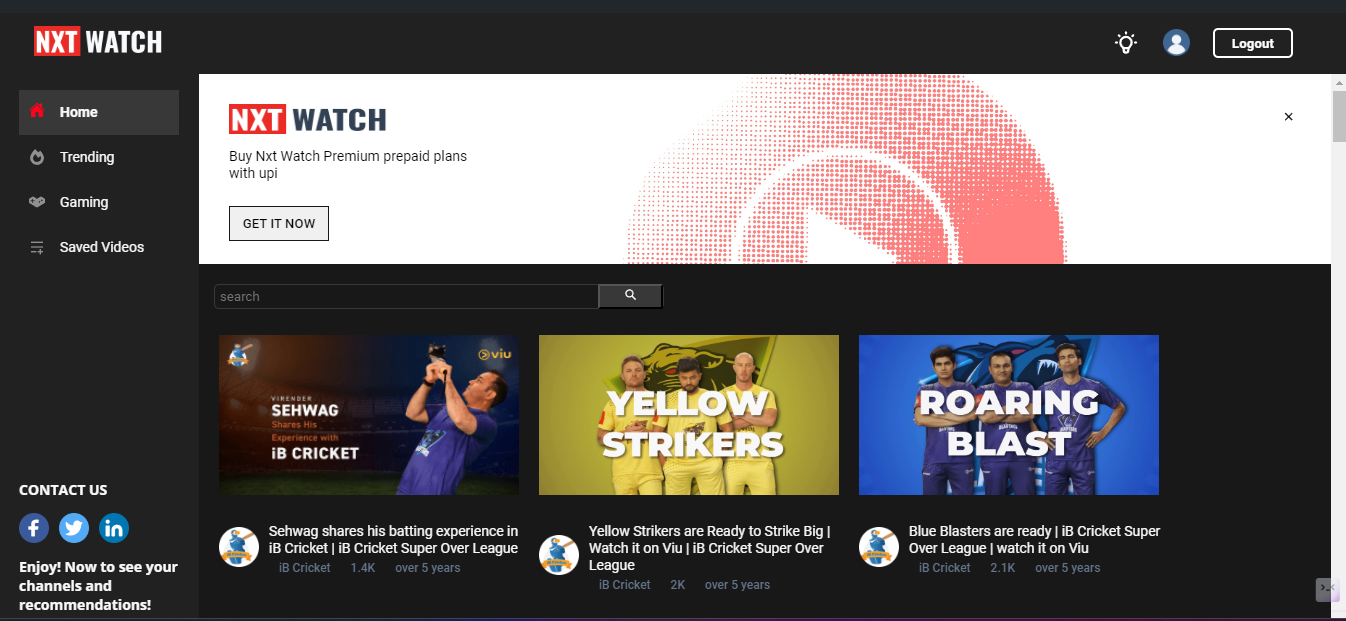 NXT WATCH
Logout
Home
Trending
Gaming
Saved Videos
CONTACT US
Enjoy! Now to see your
channels and
recommendations!
NXT WATCH
Buy Nxt Watch Premium prepaid plans
with upi
GET IT NOW
search
viu
VIRENDER
SEHWAG
Shares His
Experience with
iB CRICKET
YELLOW
STRIKERS
ROARING
BLAST
Sehwag shares his batting experience in
iB Cricket | iB Cricket Super Over League
iB Cricket 1.4K over 5 years
Yellow Strikers are Ready to Strike Big |
Watch it on Viu | iB Cricket Super Over
League
iB Cricket 2K over 5 years
Blue Blasters are ready | iB Cricket Super
Over League | watch it on Viu
iB Cricket 2.1K over 5 years